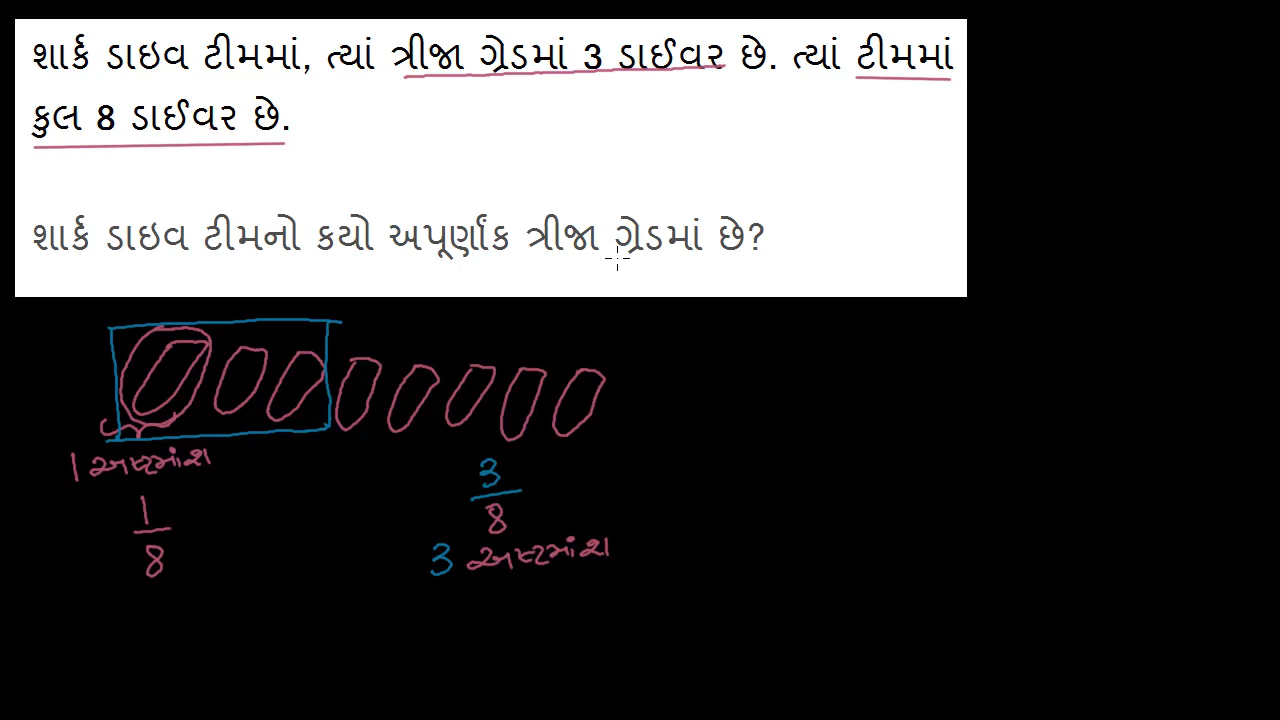 શાર્ક ડાઇવ ટીમમાં, ત્યાં ત્રીજા ગ્રેડમાં 3 ડાઈવર છે. ત્યાં ટીમમાં
કુલ 8 ડાઈવર છે.
શાર્ક ડાઇવ ટીમનો કયો અપૂર્ણાંક ત્રીજા ગ્રેડમાં છે?
1 અષ્ટમાંશ
1
8
3
8
3 અષ્ટમાંશ